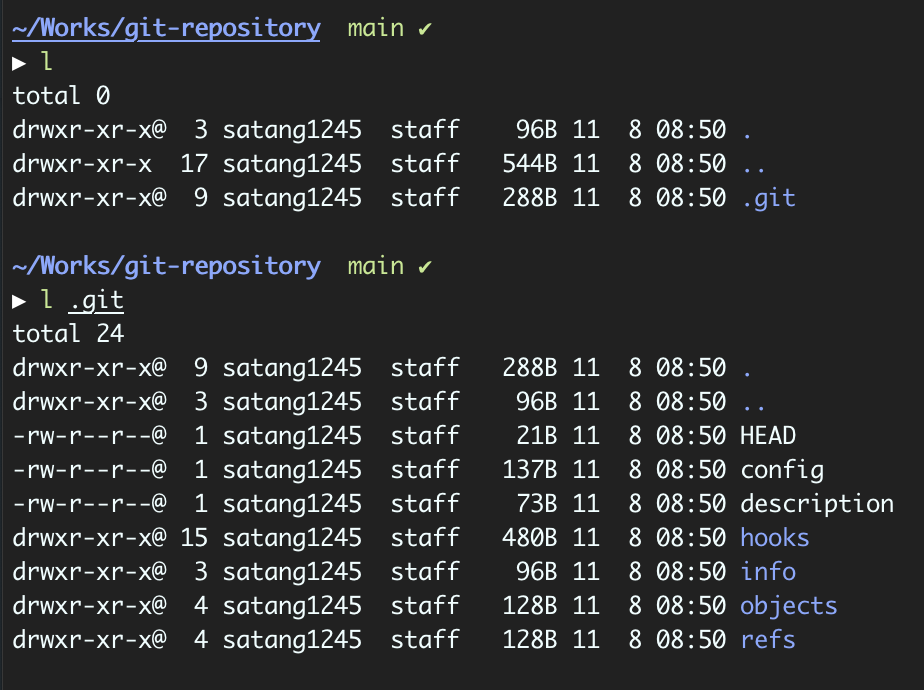 ~/Works/git-repository  main ✔
▶ l
total 0
drwxr-xr-x@  3 satang1245  staff    96B 11  8 08:50 .
drwxr-xr-x  17 satang1245  staff   544B 11  8 08:50 ..
drwxr-xr-x@  9 satang1245  staff   288B 11  8 08:50 .git
~/Works/git-repository  main ✔
▶ l .git
total 24
drwxr-xr-x@  9 satang1245  staff   288B 11  8 08:50 .
drwxr-xr-x@  3 satang1245  staff    96B 11  8 08:50 ..
-rw-r--r--@  1 satang1245  staff    21B 11  8 08:50 HEAD
-rw-r--r--@  1 satang1245  staff   137B 11  8 08:50 config
-rw-r--r--@  1 satang1245  staff    73B 11  8 08:50 description
drwxr-xr-x@ 15 satang1245  staff   480B 11  8 08:50 hooks
drwxr-xr-x@  3 satang1245  staff    96B 11  8 08:50 info
drwxr-xr-x@  4 satang1245  staff   128B 11  8 08:50 objects
drwxr-xr-x@  4 satang1245  staff   128B 11  8 08:50 refs